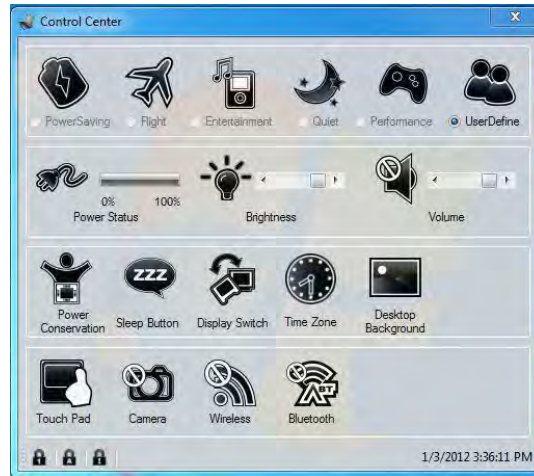 Control Center
PowerSaving Flight Entertainment Quiet Performance UserDefine
0% 100%
Power Status Brightness Volume
ZZZ
Power
Conservation Sleep Button Display Switch Time Zone Desktop
Background
Touch Pad Camera Wireless Bluetooth
1/3/2012 3:36:11 PM